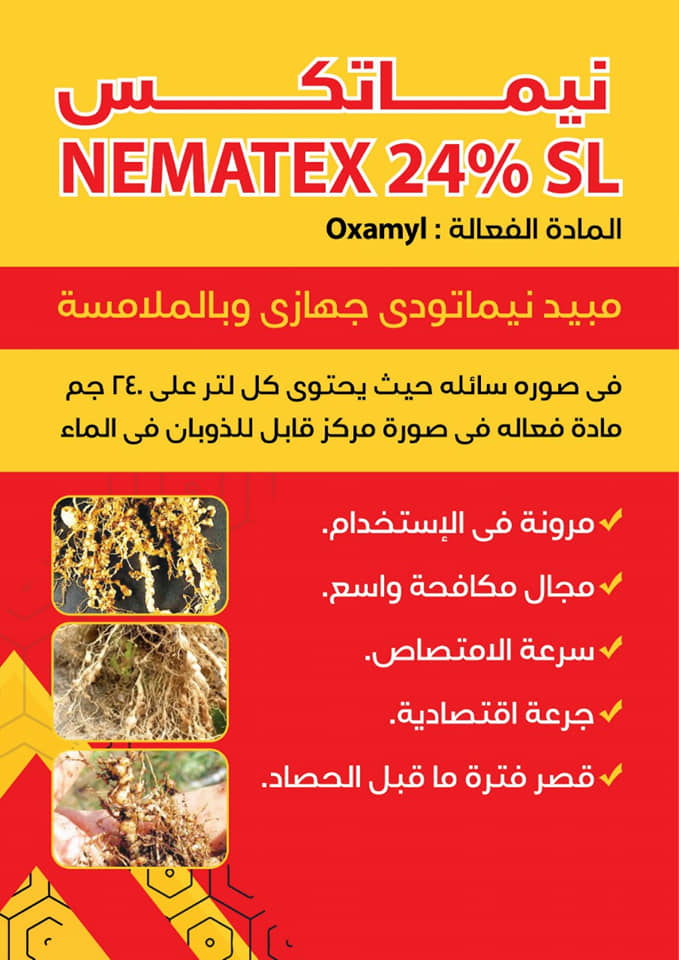 نيماتكس
NEMATEX 24% SL
المادة الفعالة : Oxamyl
مبيد نيماتودى جهازى وبالملامسة
فى صوره سائله حيث يحتوى كل لتر على ٢٤٠ جم
مادة فعاله فى صورة مركز قابل للذوبان فى الماء
مرونة فى الإستخدام.
مجال مكافحة واسع.
سرعة الامتصاص.
جرعة اقتصادية.
قصر فترة ما قبل الحصاد.